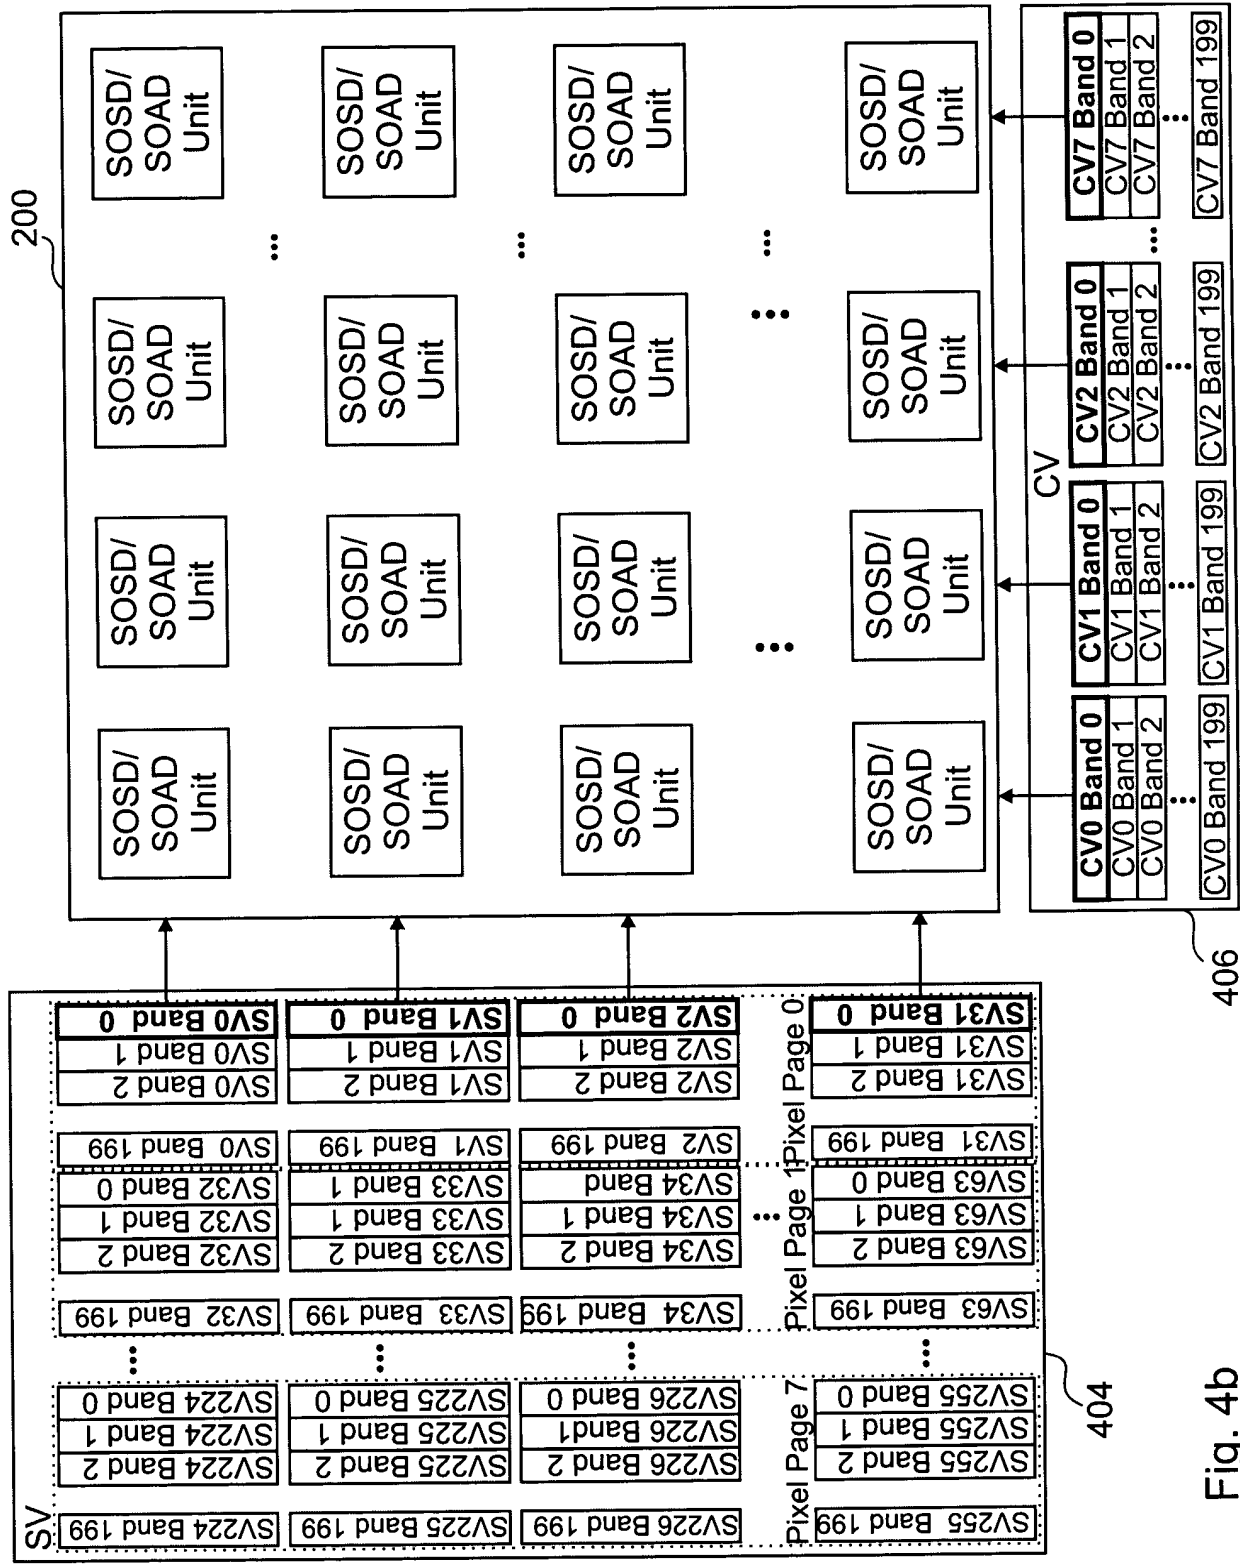 200
SV
SV224 Band 199
SV224 Band 2
SV224 Band 1
SV224 Band 0
...
SV32 Band 199
SV32 Band 2
SV32 Band 1
SV32 Band 0
SV0 Band 199
SV0 Band 2
SV0 Band 1
SV0 Band 0
SV225 Band 199
SV225 Band 2
SV225 Band 1
SV225 Band 0
...
SV33 Band 199
SV33 Band 2
SV33 Band 1
SV33 Band 1
SV1 Band 199
SV1 Band 2
SV1 Band 1
SV1 Band 0
SV226 Band 199
SV226 Band 2
SV226 Band1
SV226 Band 0
...
SV34 Band 199
SV34 Band 2
SV34 Band 1
SV34 Band
SV2 Band 199
SV2 Band 2
SV2 Band 1
SV2 Band 0
Pixel Page 7
Pixel Page 1
...
Pixel Page 0
SV255 Band 199
SV255 Band 2
SV255 Band 1
SV255 Band 0
...
SV63 Band 199
SV63 Band 2
SV63 Band 1
SV63 Band 0
SV31 Band 199
SV31 Band 2
SV31 Band 1
SV31 Band 0
404
SOSD/
SOAD
Unit
SOSD/
SOAD
Unit
SOSD/
SOAD
Unit
...
SOSD/
SOAD
Unit
SOSD/
SOAD
Unit
SOSD/
SOAD
Unit
SOSD/
SOAD
Unit
...
SOSD/
SOAD
Unit
SOSD/
SOAD
Unit
SOSD/
SOAD
Unit
SOSD/
SOAD
Unit
...
SOSD/
SOAD
Unit
...
...
SOSD/
SOAD
Unit
SOSD/
SOAD
Unit
SOSD/
SOAD
Unit
SOSD/
SOAD
Unit
CV
CV0 Band 0
CV0 Band 1
CV0 Band 2
...
CV0 Band 199
CV1 Band 0
CV1 Band 1
CV1 Band 2
...
CV1 Band 199
CV2 Band 0
CV2 Band 1
CV2 Band 2
...
CV2 Band 199
...
CV7 Band 0
CV7 Band 1
CV7 Band 2
...
CV7 Band 199
406
Fig. 4b